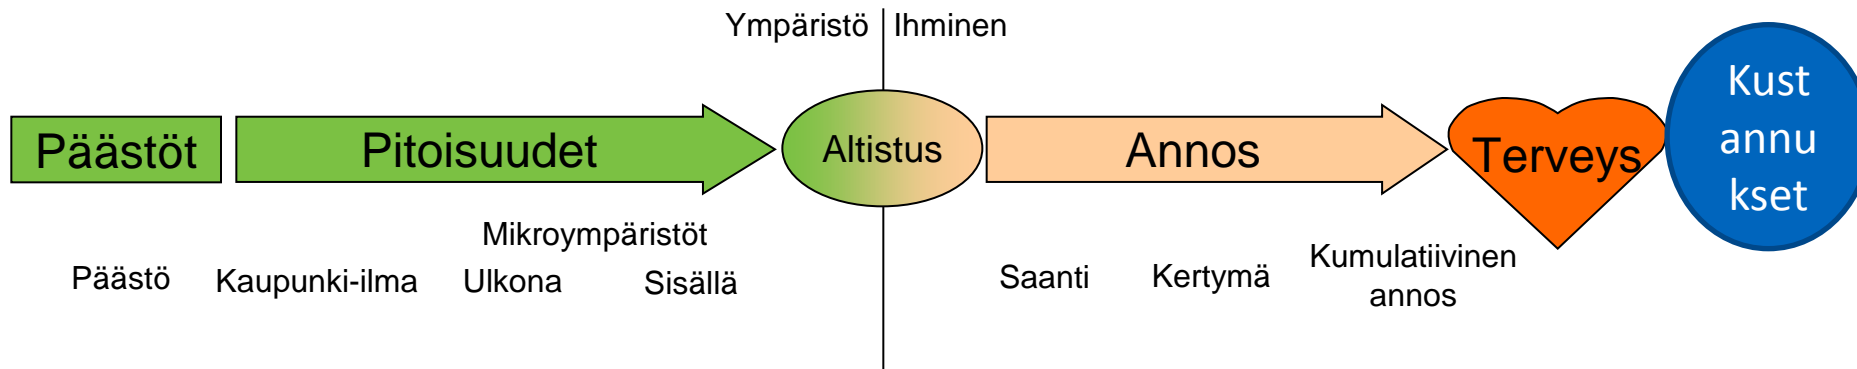 Ympäristö Ihminen
Päästöt
Pitoisuudet
Altistus
Annos
Terveys
Kust
annu
kset
Mikroympäristöt
Päästö
Kaupunki-ilma
Ulkona
Sisällä
Saanti
Kertymä
Kumulatiivinen
annos